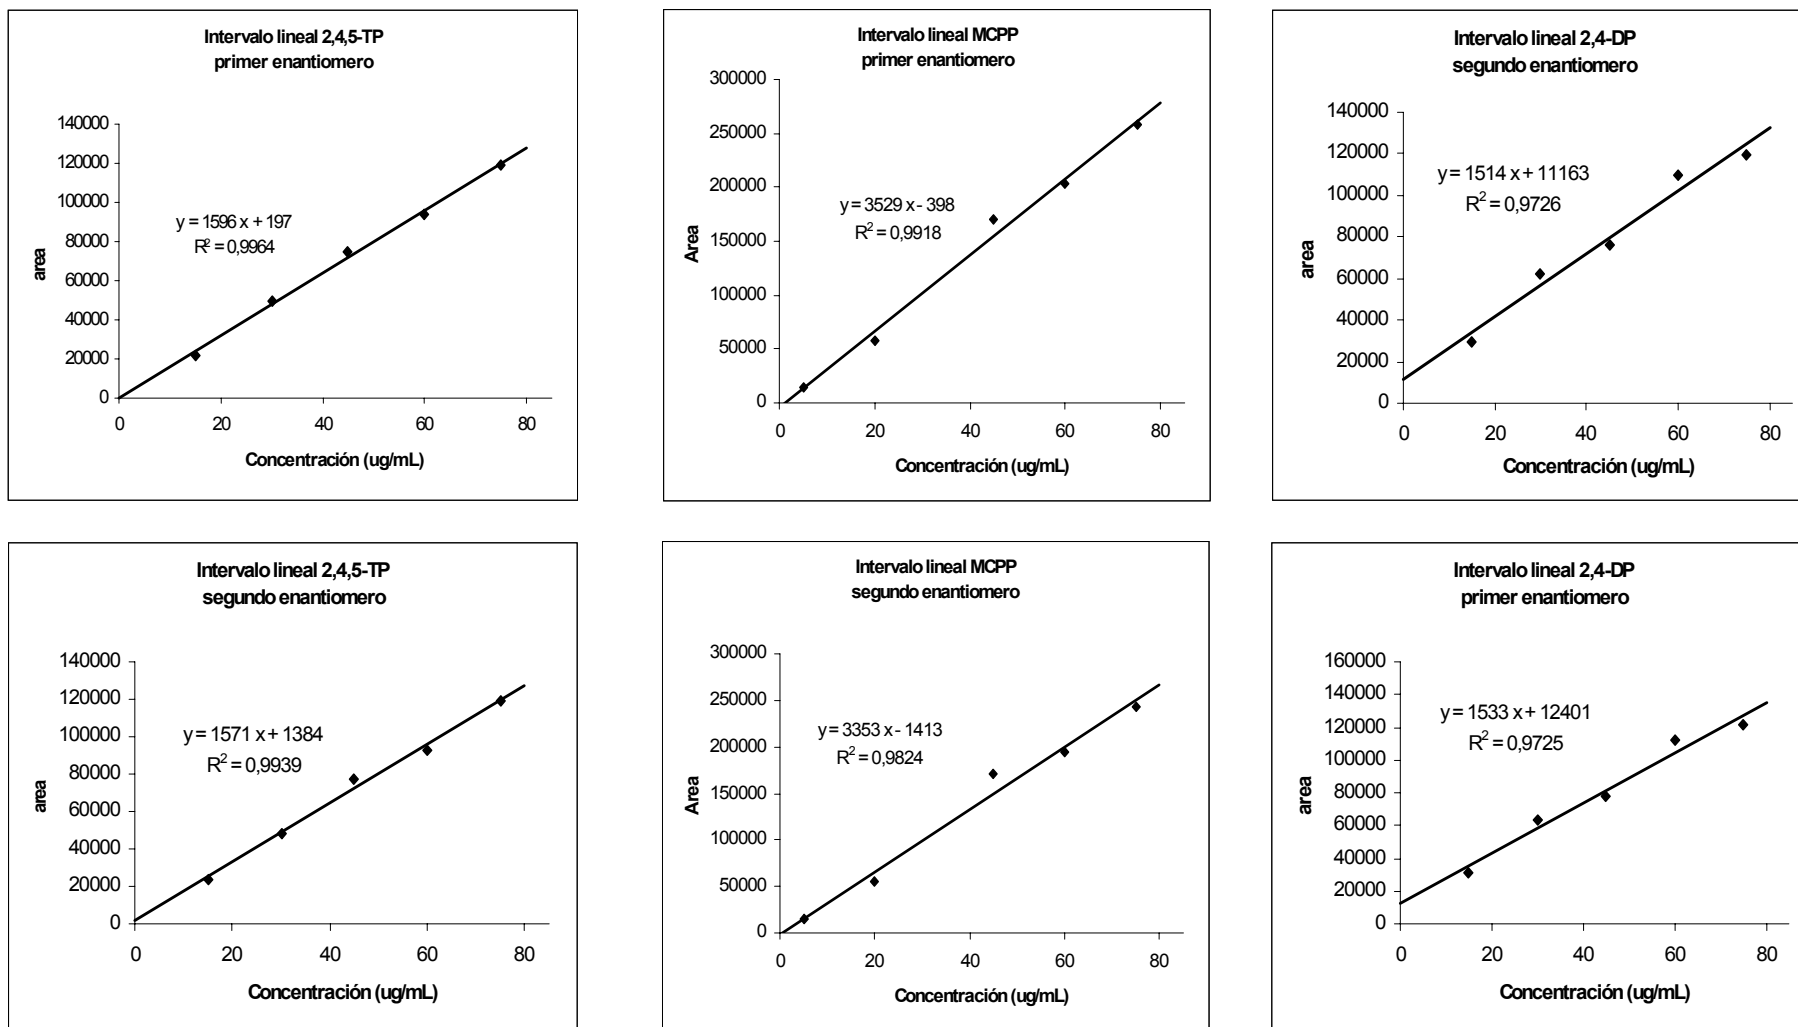 Intervalo lineal 2,4,5-TP
primer enantiomero
140000
120000
100000
80000
60000
40000
20000
0
area
y = 1596 x + 197
R² = 0,9964
0 20 40 60 80
Concentración (ug/mL)
Intervalo lineal MCPP
primer enantiomero
300000
250000
200000
150000
100000
50000
0
Area
y = 3529 x - 398
R² = 0,9918
0 20 40 60 80
Concentración (ug/mL)
Intervalo lineal 2,4-DP
segundo enantiomero
140000
120000
100000
80000
60000
40000
20000
0
area
y = 1514 x + 11163
R² = 0,9726
0 20 40 60 80
Concentración (ug/mL)
Intervalo lineal 2,4,5-TP
segundo enantiomero
140000
120000
100000
80000
60000
40000
20000
0
area
y = 1571 x + 1384
R² = 0,9939
0 20 40 60 80
Concentración (ug/mL)
Intervalo lineal MCPP
segundo enantiomero
300000
250000
200000
150000
100000
50000
0
Area
y = 3353 x - 1413
R² = 0,9824
0 20 40 60 80
Concentración (ug/mL)
Intervalo lineal 2,4-DP
primer enantiomero
160000
140000
120000
100000
80000
60000
40000
20000
0
area
y = 1533 x + 12401
R² = 0,9725
0 20 40 60 80
Concentración (ug/mL)